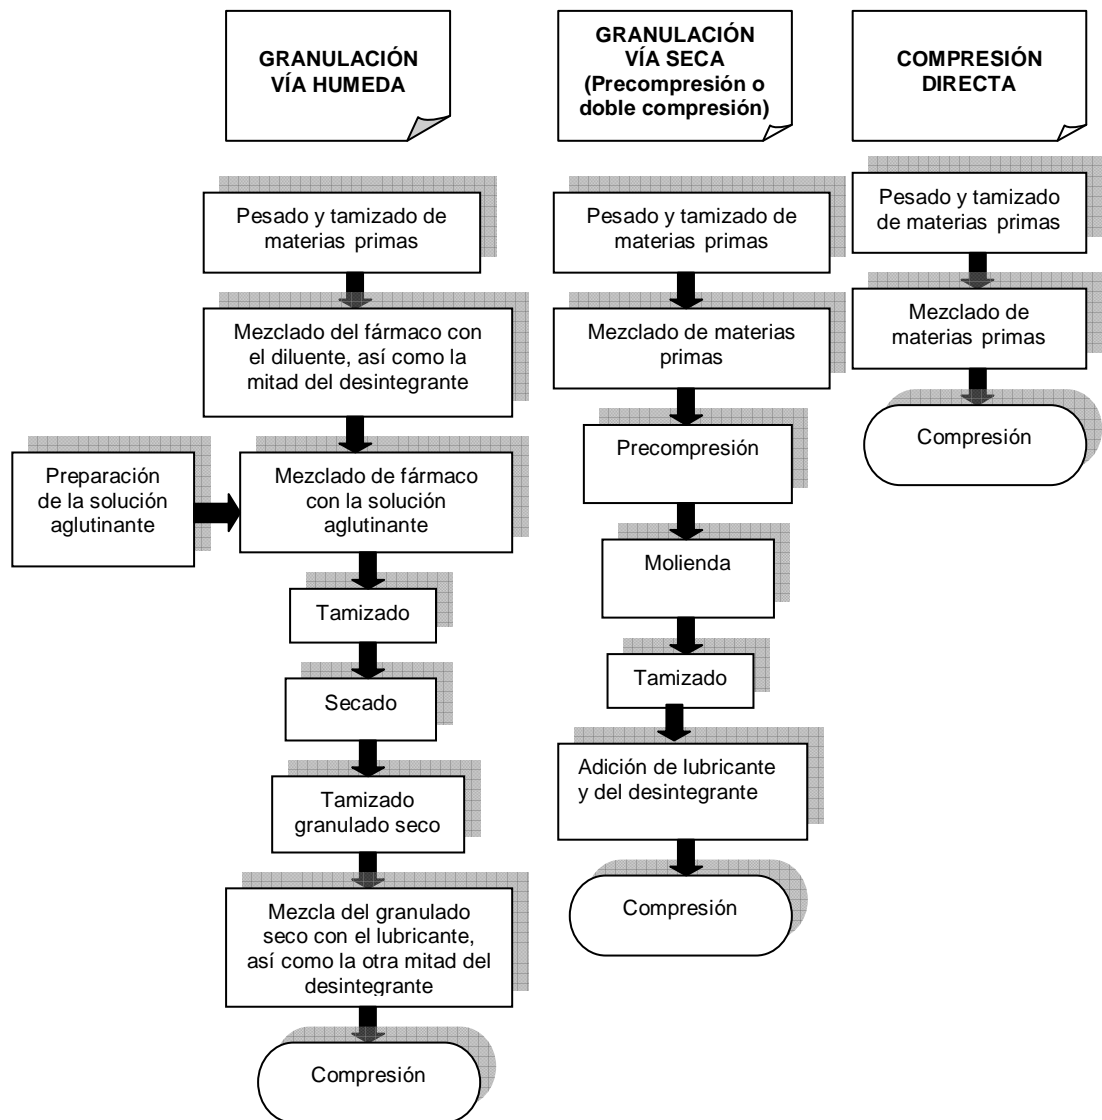 GRANULACIÓN
VÍA HUMEDA
Pesado y tamizado de
materias primas
Mezclado del fármaco con
el diluente, así como la
mitad del desintegrante
Preparación
de la solución
aglutinante
Mezclado de fármaco
con la solución
aglutinante
Tamizado
Secado
Tamizado
granulado seco
Mezcla del granulado
seco con el lubricante,
así como la otra mitad del
desintegrante
Compresión
GRANULACIÓN
VÍA SECA
(Precompresión o
doble compresión)
Pesado y tamizado de
materias primas
Mezclado de materias
primas
Precompresión
Molienda
Tamizado
Adición de lubricante
y del desintegrante
Compresión
COMPRESIÓN
DIRECTA
Pesado y tamizado
de materias primas
Mezclado de
materias primas
Compresión